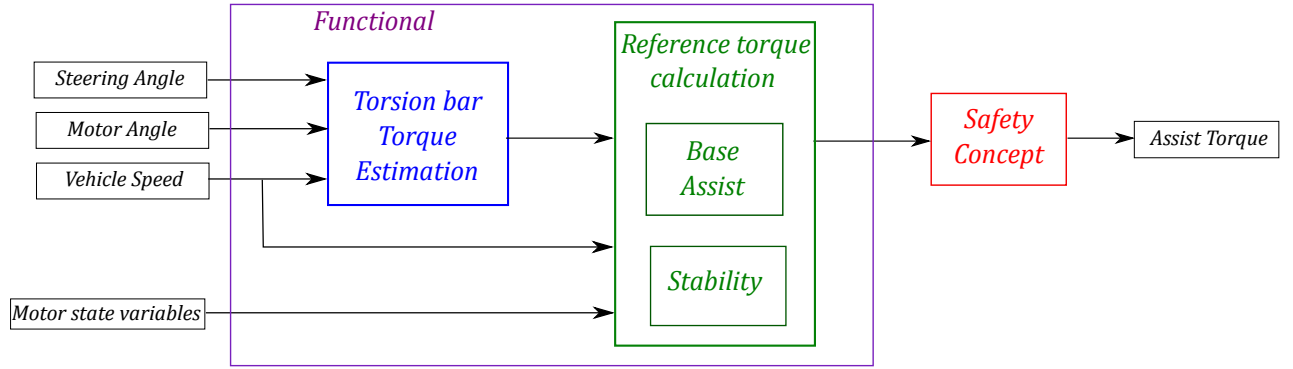 Functional
Steering Angle
Motor Angle
Vehicle Speed
Motor state variables
Torsion bar
Torque
Estimation
Reference torque
calculation
Base
Assist
Stability
Safety
Concept
Assist Torque